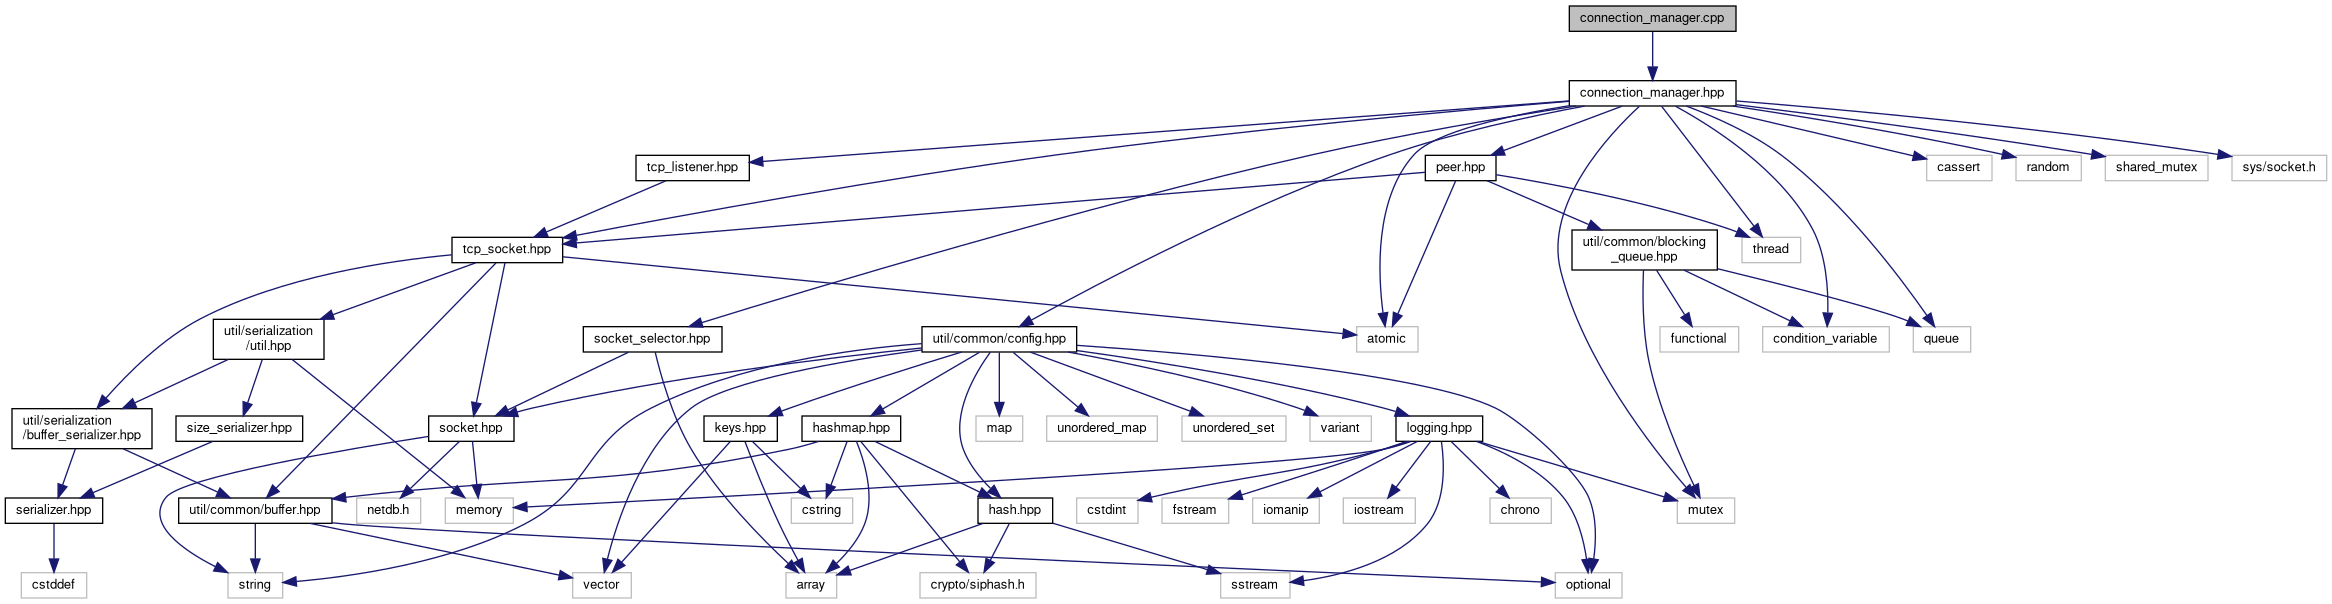 connection_manager.cpp
connection_manager.hpp
tcp_listener.hpp
peer.hpp
cassert
random
shared_mutex
sys/socket.h
tcp_socket.hpp
util/common/blocking
_queue.hpp
thread
util/serialization
/util.hpp
socket_selector.hpp
util/common/config.hpp
atomic
functional
condition_variable
queue
util/serialization
/buffer_serializer.hpp
size_serializer.hpp
socket.hpp
keys.hpp
hashmap.hpp
map
unordered_map
unordered_set
variant
logging.hpp
serializer.hpp
util/common/buffer.hpp
netdb.h
memory
cstring
hash.hpp
cstdint
fstream
iomanip
iostream
chrono
mutex
cstddef
string
vector
array
crypto/siphash.h
sstream
optional